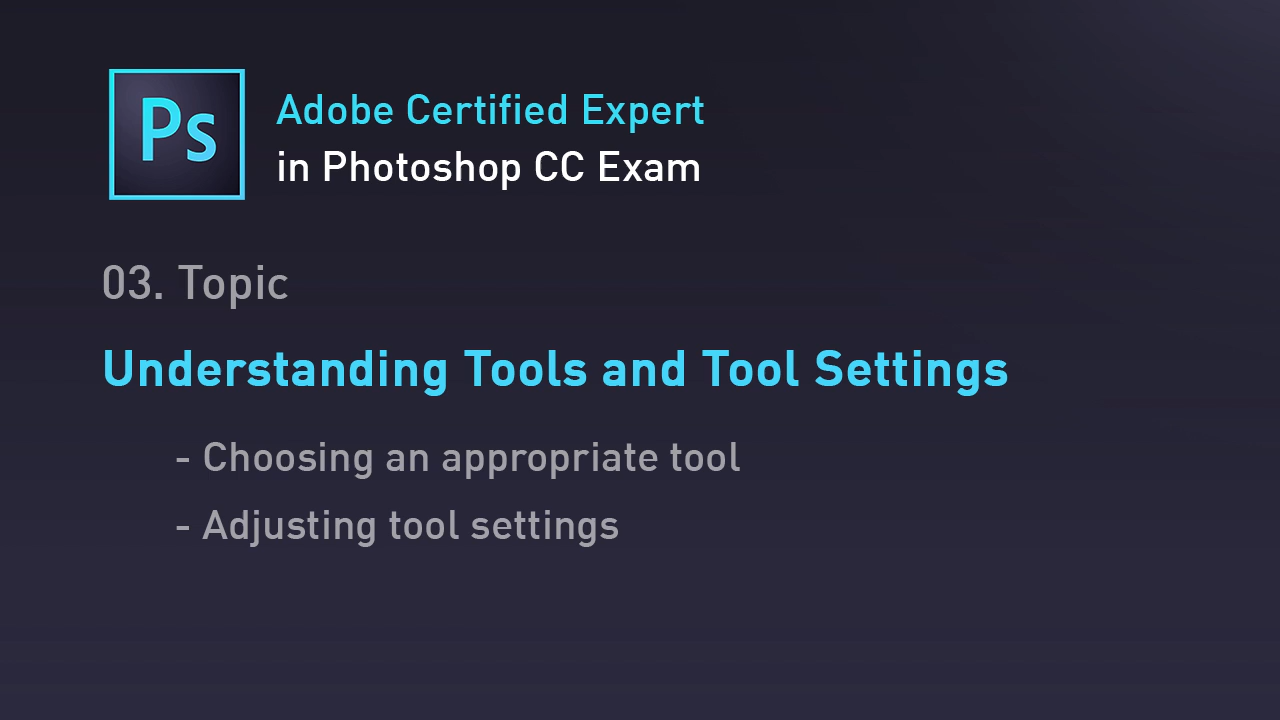 Ps
Adobe Certified Expert
in Photoshop CC Exam
03. Topic
Understanding Tools and Tool Settings
- Choosing an appropriate tool
- Adjusting tool settings